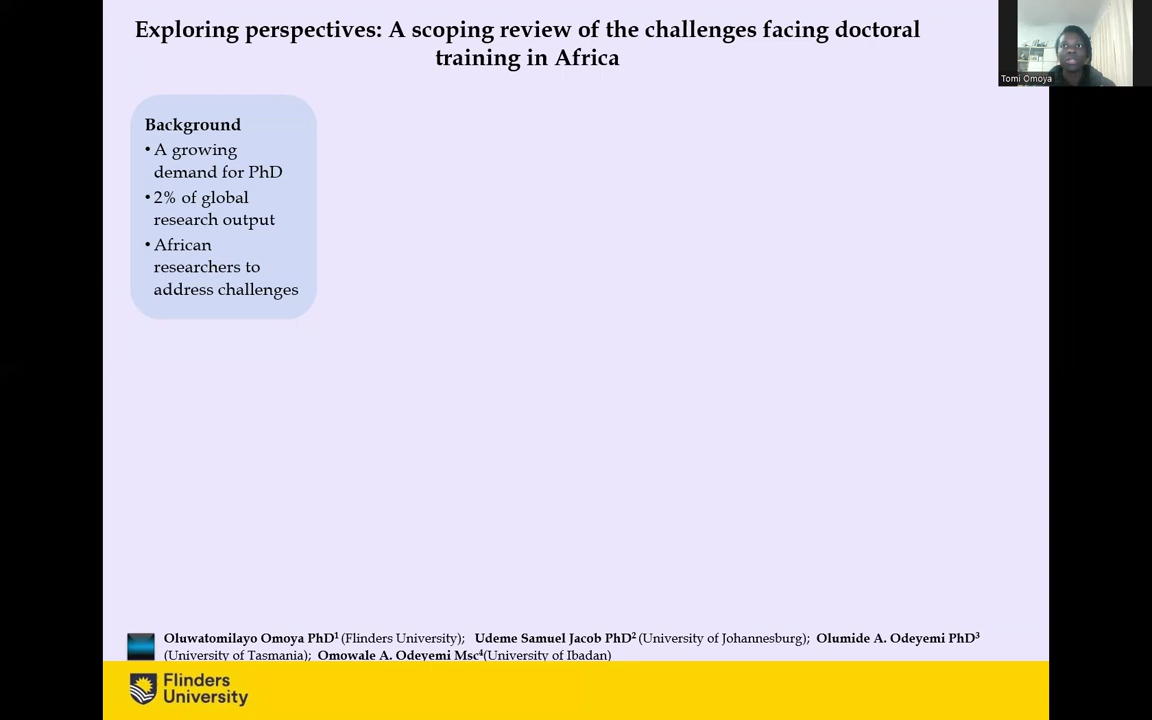 Exploring perspectives: A scoping review of the challenges facing doctoral
training in Africa
Tomi Omoya
Background
• A growing
demand for PhD
• 2% of global
research output
• African
researchers to
address challenges
Oluwatomilayo Omoya PhD¹ (Flinders University); Udeme Samuel Jacob PhD² (University of Johannesburg); Olumide A. Odeyemi PhD³
(University of Tasmania); Omowale A. Odeyemi Msc⁴(University of Ibadan)
Flinders
University